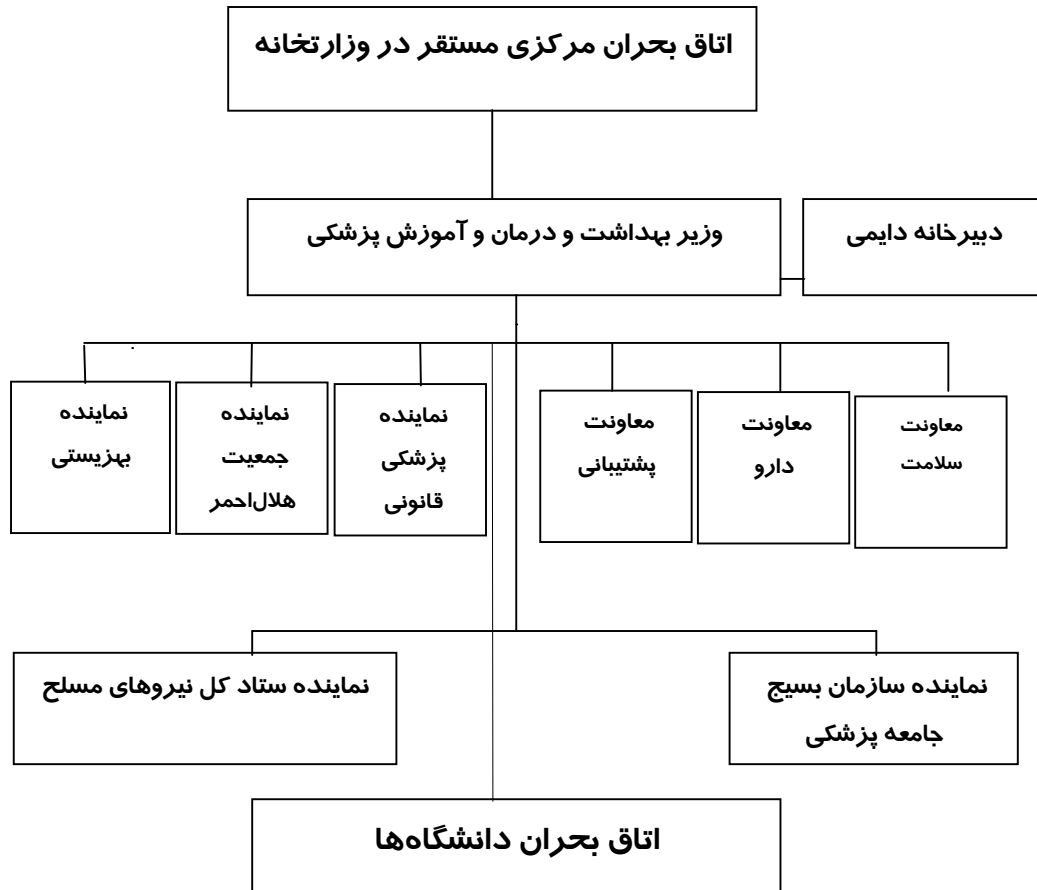 اتاق بحران مرکزی مستقر در وزارتخانه
وزیر بهداشت و درمان و آموزش پزشکی
دبیرخانه دایمی
معاونت
سلامت
معاونت
دارو
معاونت
پشتیبانی
نماینده
پزشکی
قانونی
نماینده
جمعیت
هلال‌احمر
نماینده
بهزیستی
نماینده سازمان بسیج
جامعه پزشکی
نماینده ستاد کل نیروهای مسلح
اتاق بحران دانشگاه‌ها